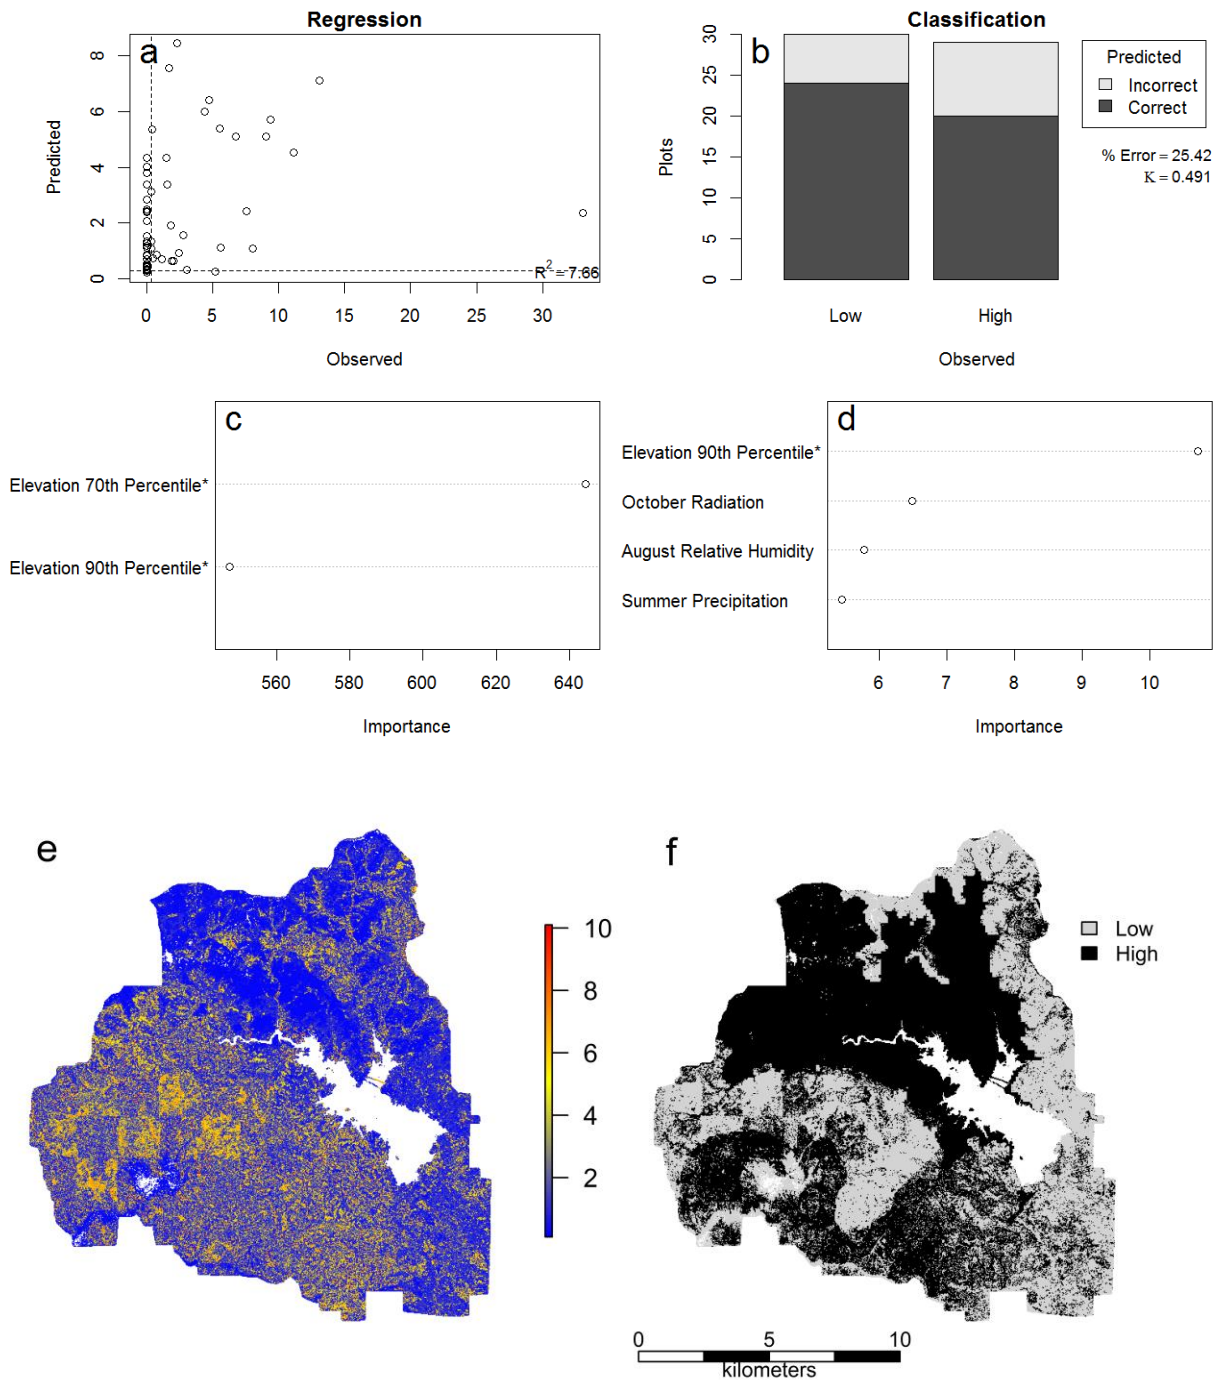 Regression
a
Predicted
0
2
4
6
8
R² = 7.66
0 5 10 15 20 25 30
Observed
Classification
b
Plots
0
5
10
15
20
25
30
Low High
Observed
Predicted
Incorrect
Correct
% Error = 25.42
K = 0.491
c
Elevation 70th Percentile*
Elevation 90th Percentile*
560 580 600 620 640
Importance
d
Elevation 90th Percentile*
October Radiation
August Relative Humidity
Summer Precipitation
6 7 8 9 10
Importance
e
10
8
6
4
2
f
Low
High
0 5 10
kilometers